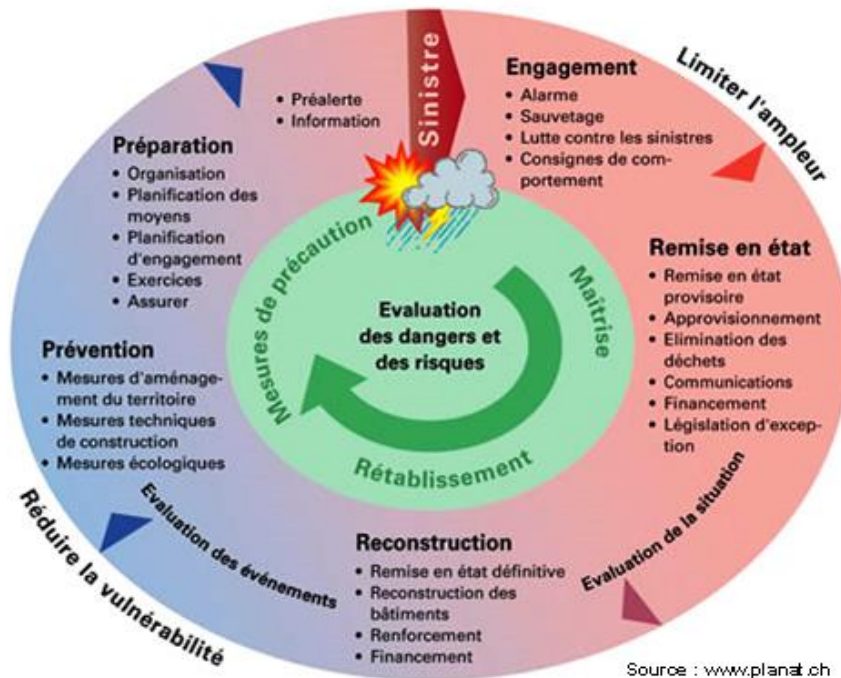 Sinistre
Engagement
• Alarme
• Sauvetage
• Lutte contre les sinistres
• Consignes de com-
portement
Limiter l'ampleur
Remise en état
• Remise en état
provisoire
• Approvisionnement
• Elimination des
déchets
• Communications
• Financement
• Législation d'excep-
tion
Evaluation de la situation
Reconstruction
• Remise en état définitive
• Reconstruction des
bâtiments
• Renforcement
• Financement
Evaluation des événements
Réduire la vulnérabilité
Prévention
• Mesures d'aménage-
ment du territoire
• Mesures techniques
de construction
• Mesures écologiques
Préparation
• Organisation
• Planification des
moyens
• Planification
d'engagement
• Exercices
• Assurer
• Préalerte
• Information
Mesures de précaution
Maîtrise
Rétablissement
Evaluation
des dangers et
des risques
Source : www.planat.ch